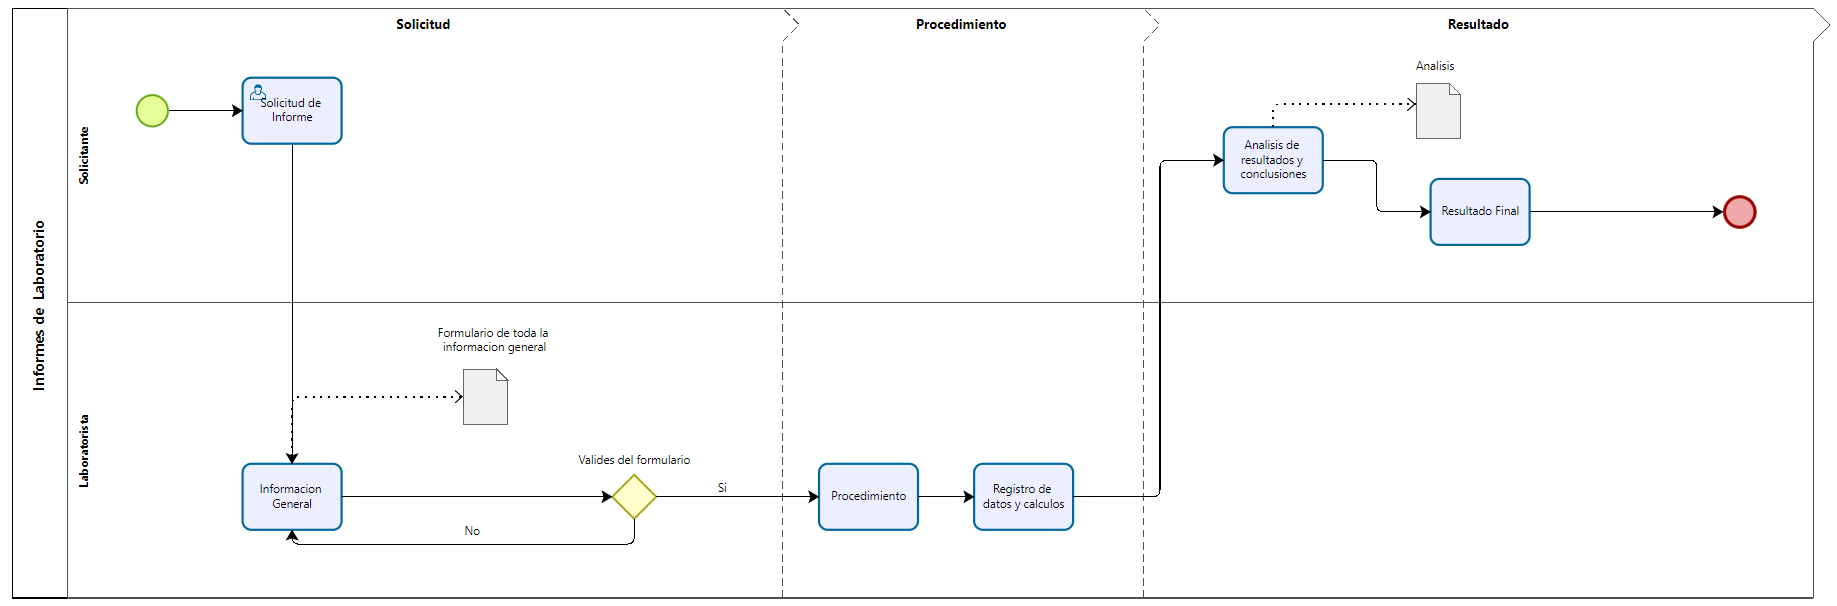 Solicitud
Procedimiento
Resultado
Informes de Laboratorio
Solicitante
Solicitud de
Informe
Analisis
Analisis de
resultados y
conclusiones
Resultado Final
Laboratorista
Formulario de toda la
informacion general
Informacion
General
Valides del formulario
Si
No
Procedimiento
Registro de
datos y calculos